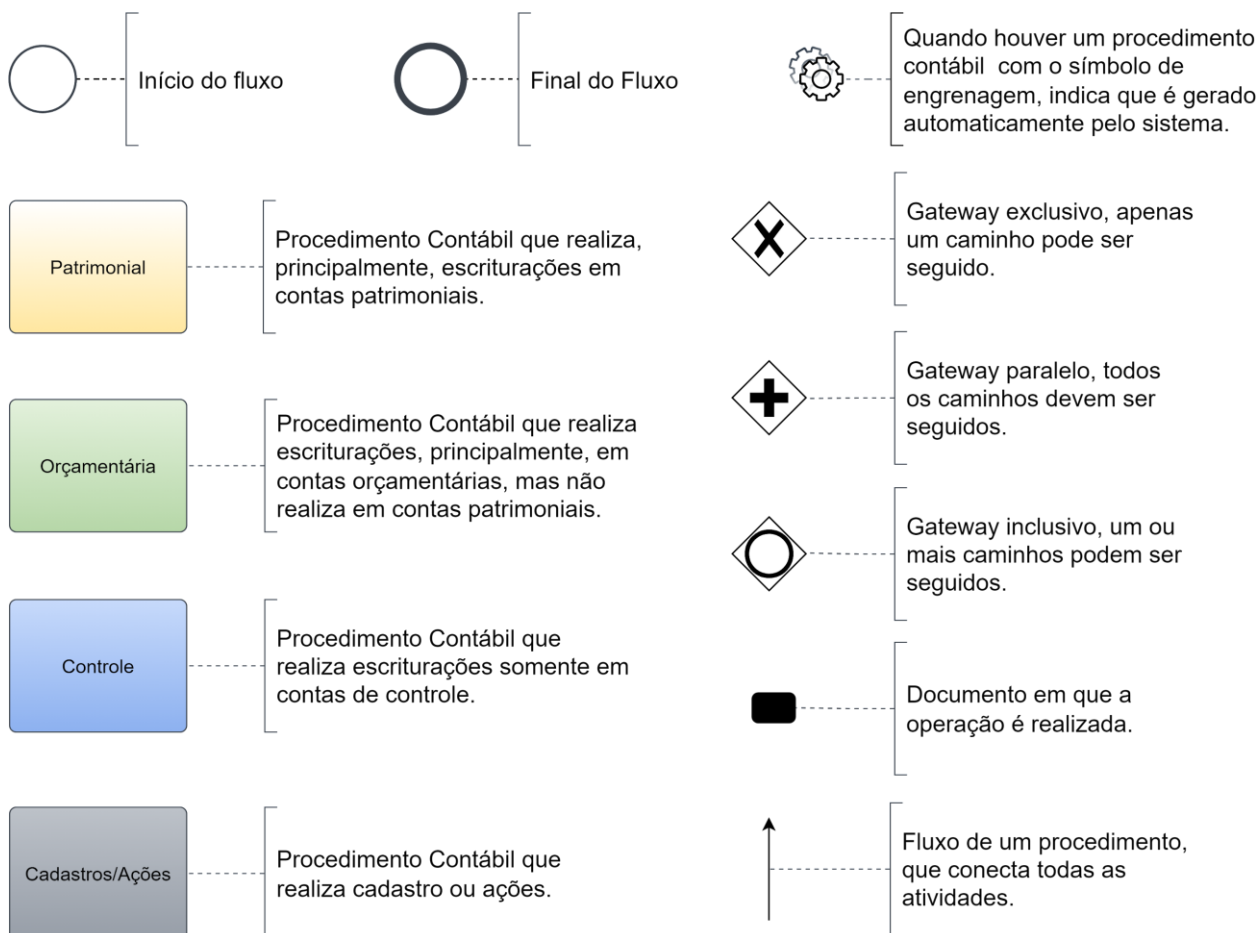 Início do fluxo
Final do Fluxo
Quando houver um procedimento
contábil com o símbolo de
engrenagem, indica que é gerado
automaticamente pelo sistema.
Patrimonial
Procedimento Contábil que realiza,
principalmente, escriturações em
contas patrimoniais.
Gateway exclusivo, apenas
um caminho pode ser
seguido.
Orçamentária
Procedimento Contábil que realiza
escriturações, principalmente, em
contas orçamentárias, mas não
realiza em contas patrimoniais.
Gateway paralelo, todos
os caminhos devem ser
seguidos.
Gateway inclusivo, um ou
mais caminhos podem ser
seguidos.
Controle
Procedimento Contábil que
realiza escriturações somente em
contas de controle.
Documento em que a
operação é realizada.
Cadastros/Ações
Procedimento Contábil que
realiza cadastro ou ações.
Fluxo de um procedimento,
que conecta todas as
atividades.